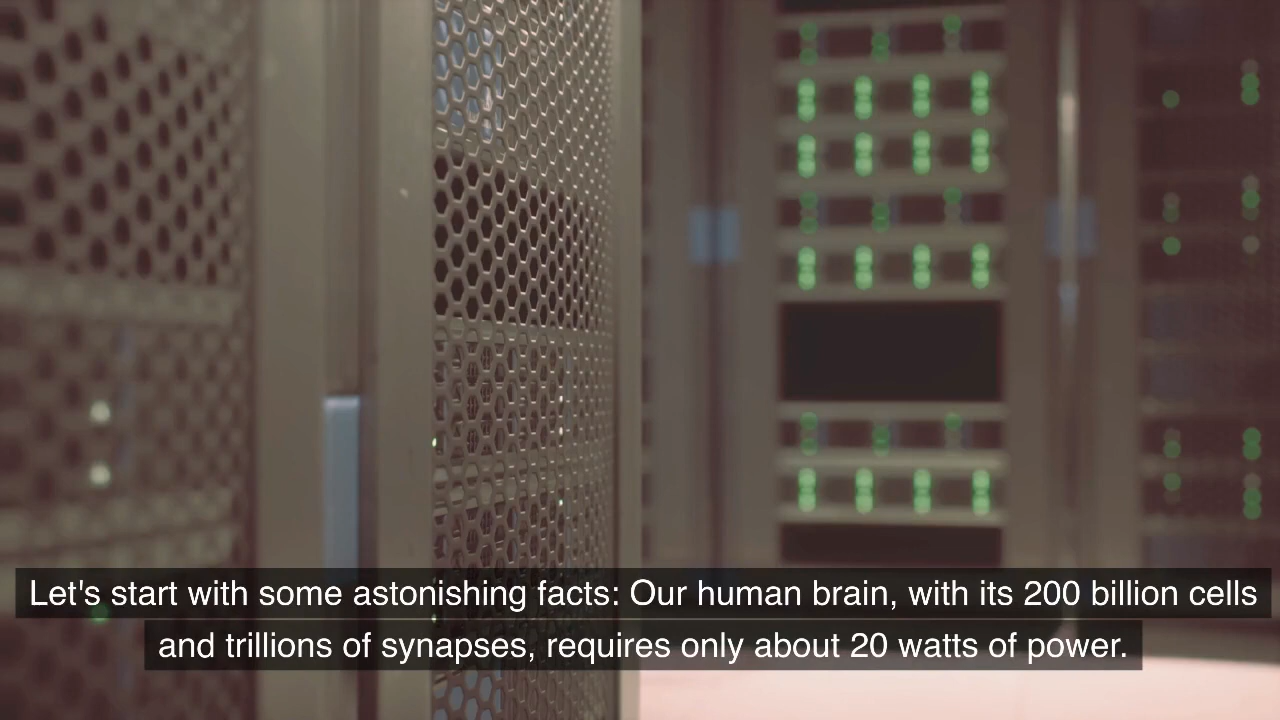 Let's start with some astonishing facts: Our human brain, with its 200 billion cells
and trillions of synapses, requires only about 20 watts of power.